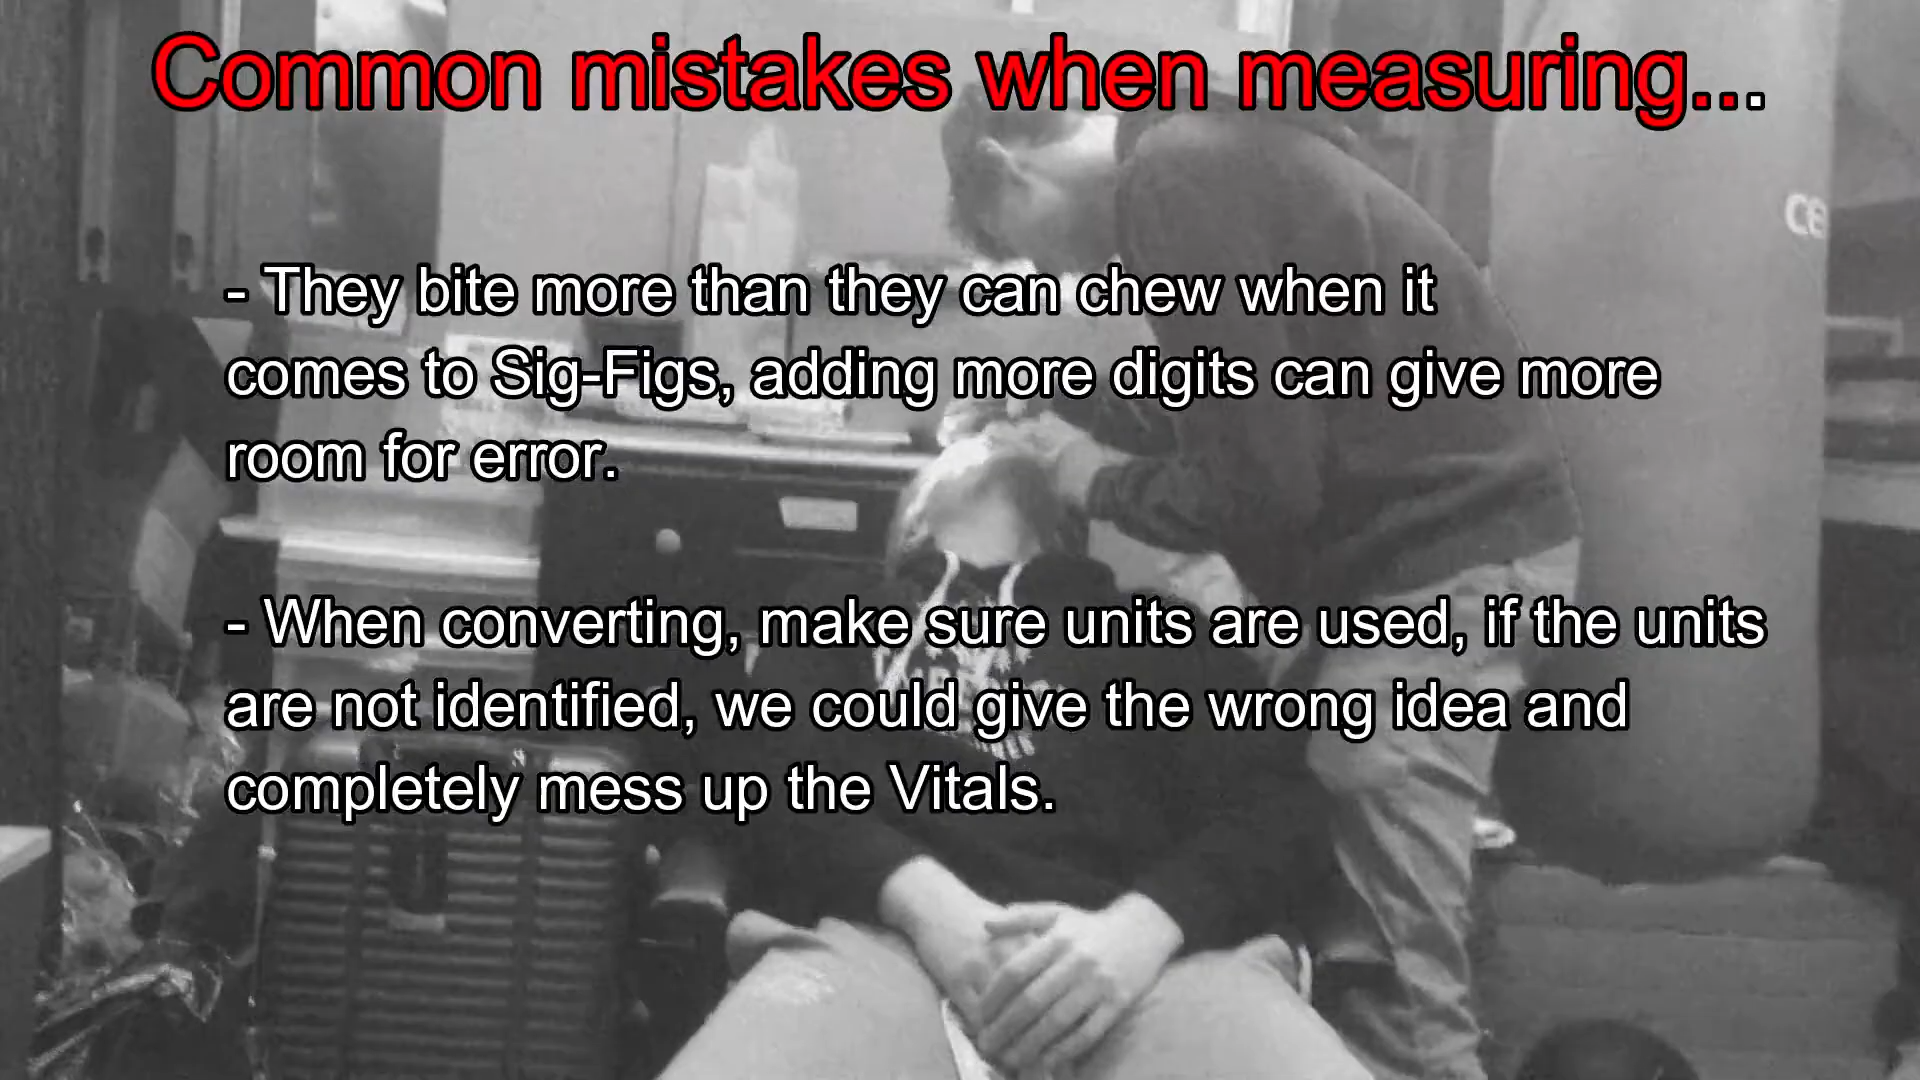 Common mistakes when measuring...
- They bite more than they can chew when it
comes to Sig-Figs, adding more digits can give more
room for error.
- When converting, make sure units are used, if the units
are not identified, we could give the wrong idea and
completely mess up the Vitals.